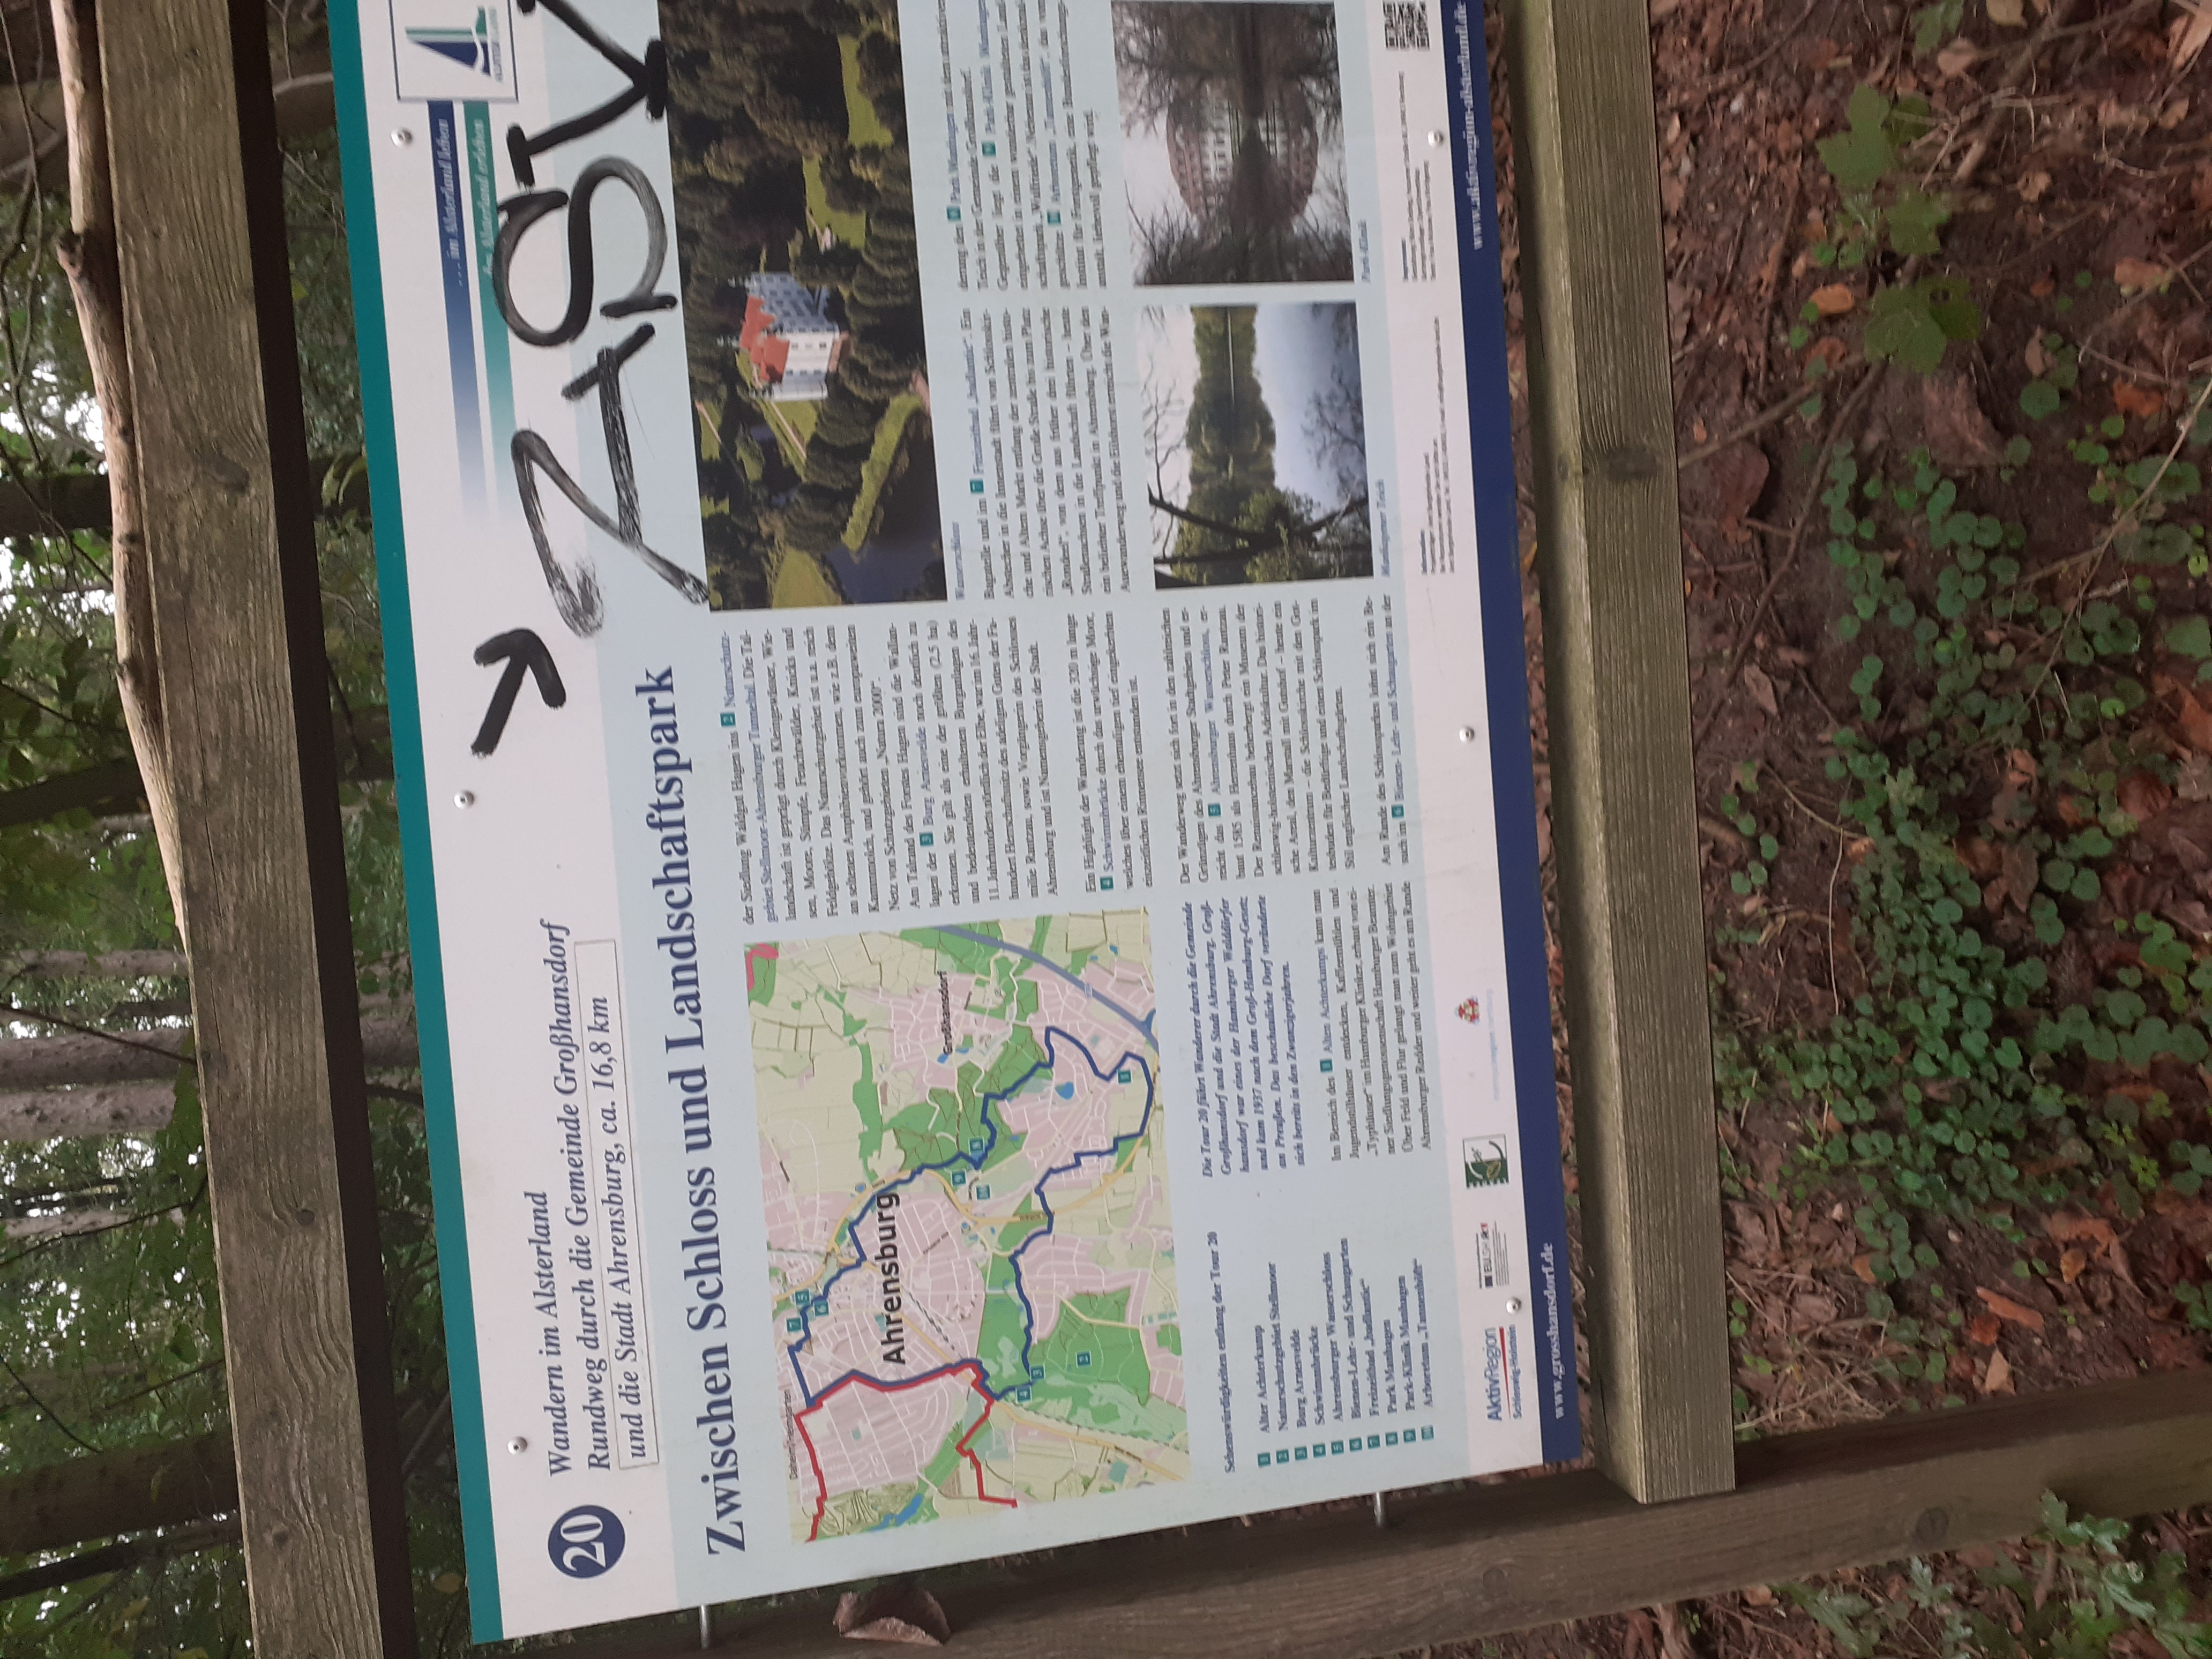 ... im Alsterland leben
das Alsterland erleben
20
Wandern im Alsterland
Rundweg durch die Gemeinde Großhansdorf
und die Stadt Ahrensburg, ca. 16,8 km
Zwischen Schloss und Landschaftspark
Ahrensburg
Großhansdorf
Sehenswürdigkeiten entlang der Tour 20
1 Alter Achterkamp
2 Naturschutzgebiet Stellmoor
3 Burg Arnesvelde
4 Schwimmbrücke
5 Ahrensburger Wasserschloss
6 Bienen-Lehr- und Schaugarten
7 Freizeitbad „badlantic“
8 Park Manhagen
9 Park-Klinik Manhagen
10 Arboretum „Tannenhöft“
Die Tour 20 führt Wanderer durch die Gemeinde
Großhansdorf und die Stadt Ahrensburg. Groß-
hansdorf war eines der Hamburger Walddörfer
und kam 1937 nach dem Groß-Hamburg-Gesetz
an Preußen. Das beschauliche Dorf veränderte
sich bereits in den Zwanzigerjahren.
Im Bereich des 1 Alten Achterkamps kann man
Jugendstilhäuser entdecken, Kaffeemühlen und
„Typhäuser“ im Hamburger Klinker, erbaut von ei-
ner Siedlungsgenossenschaft Hamburger Beamter.
Über Feld und Flur gelangt man zum Wohngebiet
Ahrensburger Redder und weiter geht es am Rande
der Siedlung Waldgut Hagen ins 2 Naturschutz-
gebiet Stellmoor-Ahrensburger Tunneltal. Die Tal-
landschaft ist geprägt durch Kleingewässer, Wie-
sen, Moore, Sümpfe, Feuchtwälder, Knicks und
Feldgehölze. Das Naturschutzgebiet ist u.a. reich
an seltenen Amphibienvorkommen, wie z.B. dem
Kammmolch, und gehört auch zum europaweiten
Netz von Schutzgebieten „Natura 2000“.
Am Talrand des Forstes Hagen sind die Wallan-
lagen der 3 Burg Arnesvelde noch deutlich zu
erkennen. Sie gilt als eine der größten (2,5 ha)
und bedeutendsten erhaltenen Burganlagen des
11. Jahrhunderts nördlich der Elbe, war im 16. Jahr-
hundert Herrschaftssitz des adeligen Gutes der Fa-
milie Rantzau, sowie Vorgängerin des Schlosses
Ahrensburg und ist Namensgeberin der Stadt.
Ein Highlight der Wanderung ist die 320 m lange
4 Schwimmbrücke durch das urwüchsige Moor,
welches über einem ehemaligen tief eingekerbten
eiszeitlichen Rinnensee entstanden ist.
Der Wanderweg setzt sich fort in den zahlreichen
Grünzügen des Ahrensburger Stadtgebiets und er-
reicht das 5 Ahrensburger Wasserschloss, er-
baut 1585 als Herrenhaus durch Peter Rantzau.
Der Renaissancebau beherbergt ein Museum der
schleswig-holsteinischen Adelskultur. Das histori-
sche Areal, den Marstall mit Gutshof – heute ein
Kulturzentrum – die Schlosskirche mit den Got-
tesbuden für Bedürftige und einen Schlosspark im
Stil englischer Landschaftsgärten.
Am Rande des Schlossparkes lohnt sich ein Be-
such im 6 Bienen- Lehr- und Schaugarten an der
Wasserschloss
Bagatelle und im 7 Freizeitbad „badlantic“. Ein
Abstecher in die Innenstadt führt von Schlosskir-
che und Altem Markt entlang der zentralen histo-
rischen Achse über die Große Straße bis zum Platz
„Rondeel“, von dem aus früher drei historische
Straßenachsen in die Landschaft führten – heute
ein beliebter Treffpunkt in Ahrensburg. Über den
Auewanderweg und die Eilshorst erreicht die Wan-
derung den 8 Park Manhagen mit dem attraktiven
Teich in der Gemeinde Großhansdorf.
Gegenüber liegt die 9 Park-Klinik Manhagen
eingebettet in einem wunderbar gestalteten Land-
schaftspark „Wulfriede“. Nebenan ist das denkmal-
geschütze 10 Arboretum „Tannenhöft“, das vom
Institut für Forstgenetik, eine Bundesforschungs-
anstalt, liebevoll gepflegt wird.
Manhagener Teich
Park-Klinik
AktivRegion
Schleswig-Holstein
www.grosshansdorf.de
www.aktivregion-alsterland.de